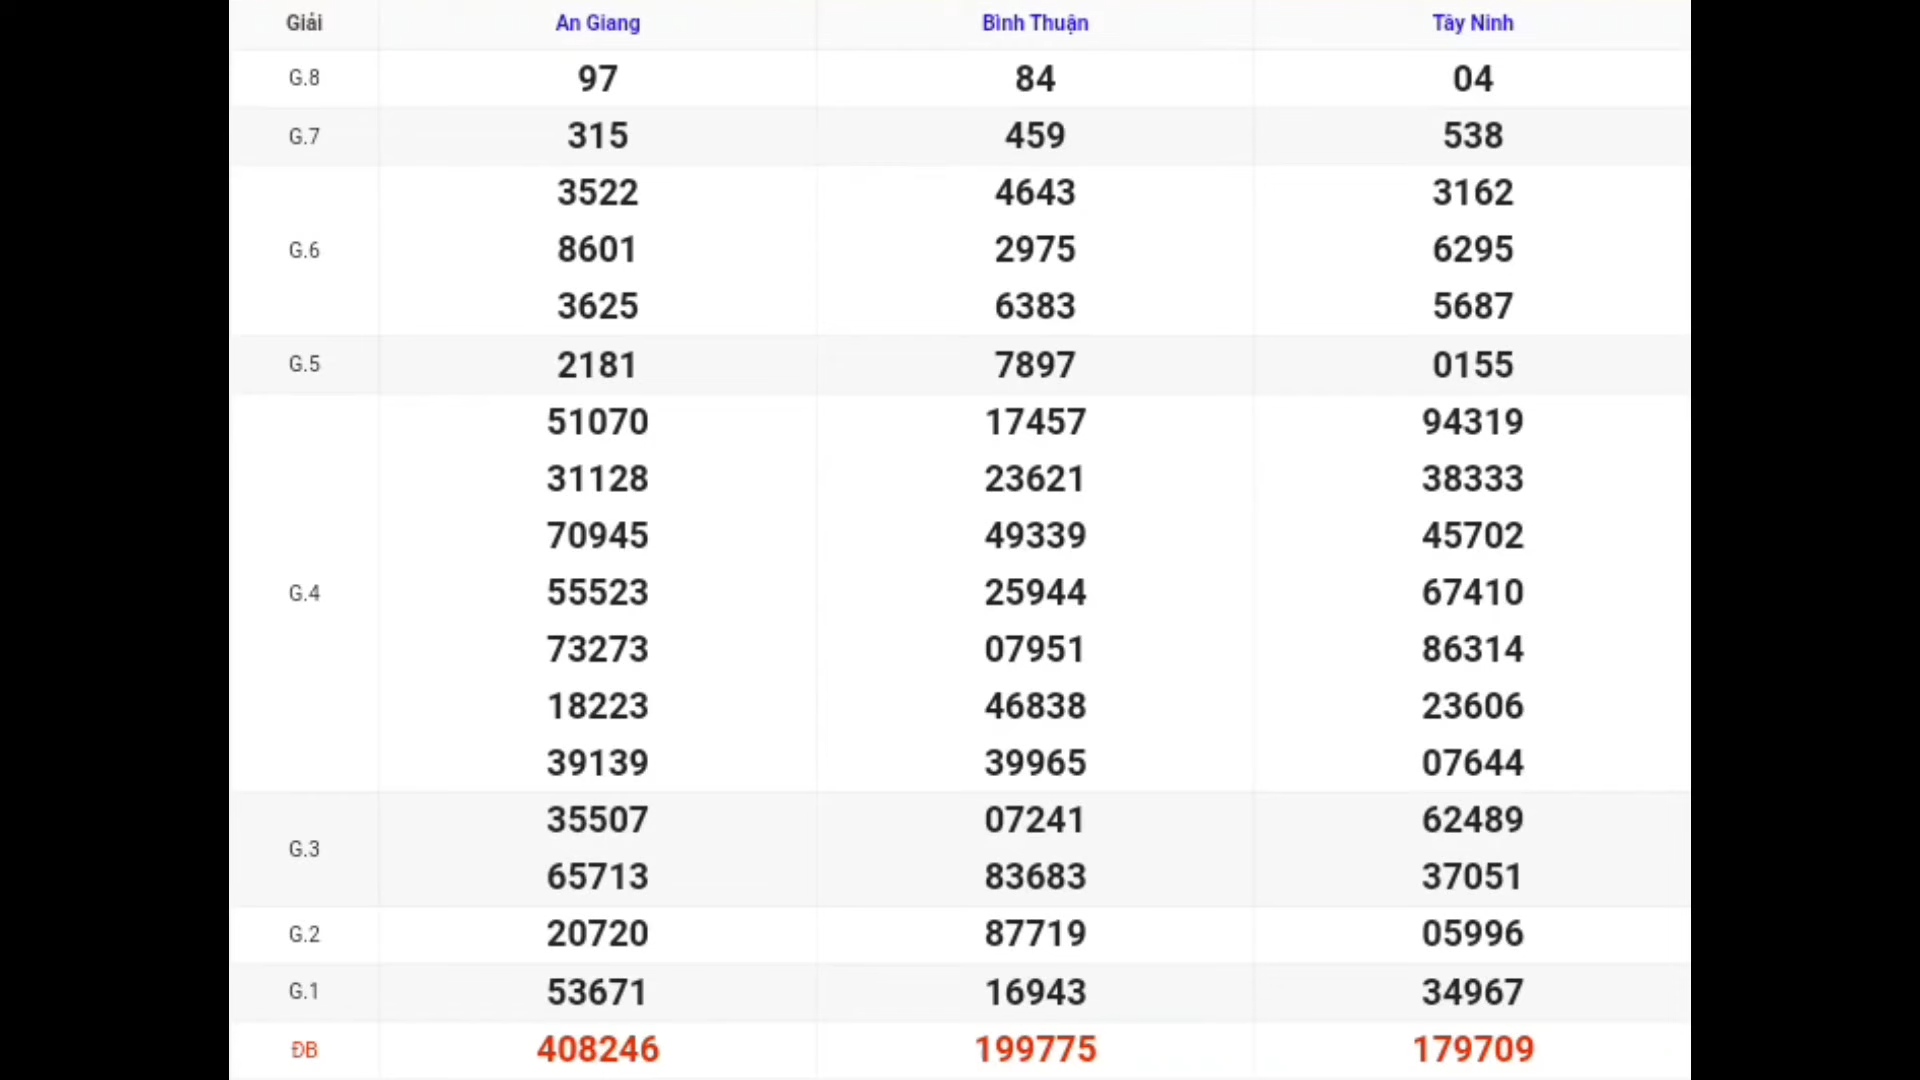 Giải An Giang Bình Thuận Tây Ninh
G.8 97 84 04
G.7 315 459 538
3522 4643 3162
G.6 8601 2975 6295
3625 6383 5687
G.5 2181 7897 0155
51070 17457 94319
31128 23621 38333
70945 49339 45702
G.4 55523 25944 67410
73273 07951 86314
18223 46838 23606
39139 39965 07644
G.3 35507 07241 62489
65713 83683 37051
G.2 20720 87719 05996
G.1 53671 16943 34967
ĐB 408246 199775 179709